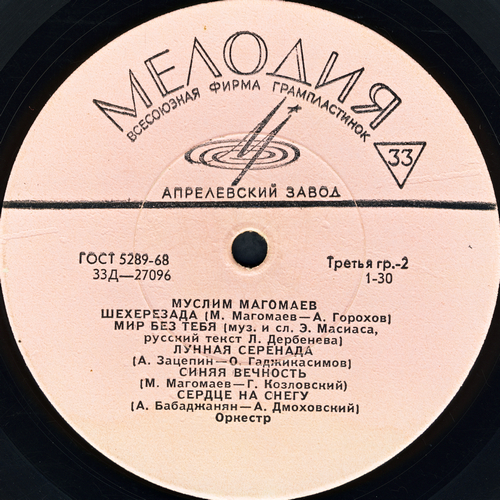 МЕЛОДИЯ
ВСЕСОЮЗНАЯ ФИРМА ГРАМПЛАСТИНОК
33
АПРЕЛЕВСКИЙ ЗАВОД
ГОСТ 5289-68
Третья гр.-2
33Д—27096
1-30
МУСЛИМ МАГОМАЕВ
ШЕХЕРЕЗАДА (М. Магомаев—А. Горохов)
МИР БЕЗ ТЕБЯ (муз. и сл. Э. Масиаса,
русский текст Л. Дербенева)
ЛУННАЯ СЕРЕНАДА
(А. Зацепин—О. Гаджикасимов)
СИНЯЯ ВЕЧНОСТЬ
(М. Магомаев—Г. Козловский)
СЕРДЦЕ НА СНЕГУ
(А. Бабаджанян—А. Дмоховский)
Оркестр